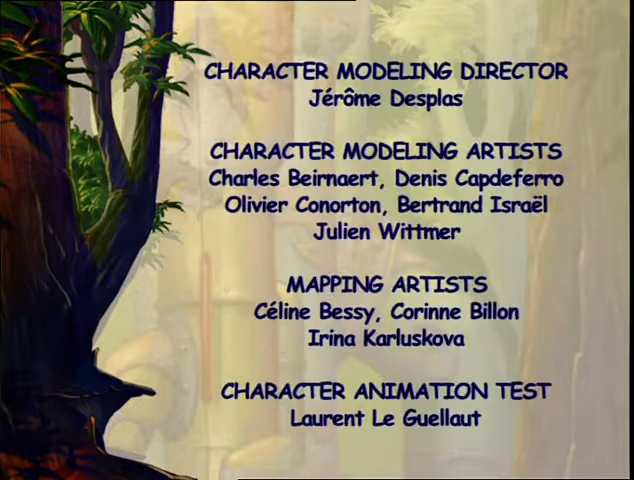 CHARACTER MODELING DIRECTOR
Jérôme Desplas
CHARACTER MODELING ARTISTS
Charles Beirnaert, Denis Capdeferro
Olivier Conorton, Bertrand Israël
Julien Wittmer
MAPPING ARTISTS
Céline Bessy, Corinne Billon
Irina Karluskova
CHARACTER ANIMATION TEST
Laurent Le Guellaut